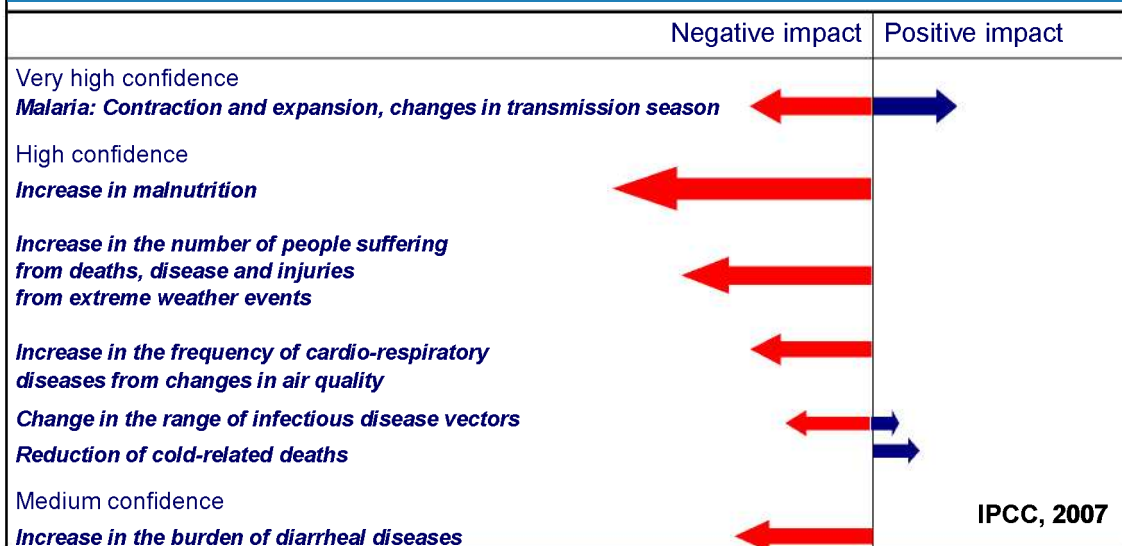 Negative impact Positive impact
Very high confidence
Malaria: Contraction and expansion, changes in transmission season
High confidence
Increase in malnutrition
Increase in the number of people suffering
from deaths, disease and injuries
from extreme weather events
Increase in the frequency of cardio-respiratory
diseases from changes in air quality
Change in the range of infectious disease vectors
Reduction of cold-related deaths
Medium confidence
IPCC, 2007
Increase in the burden of diarrheal diseases